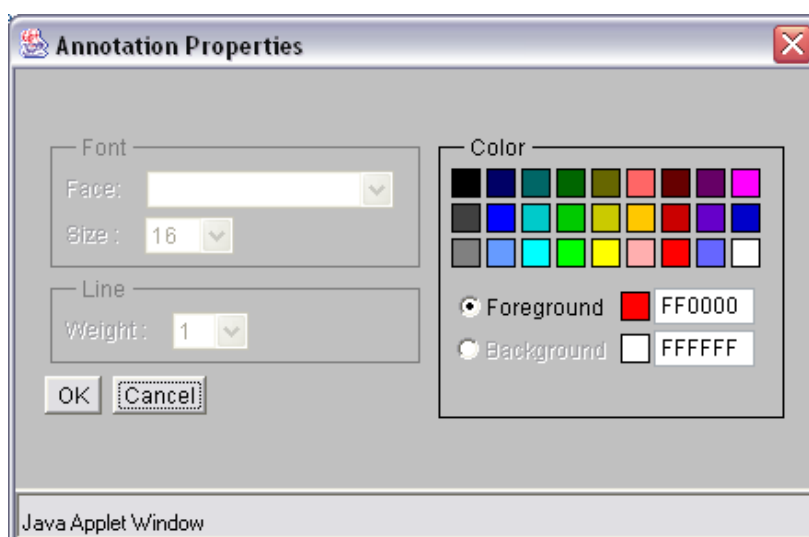 Annotation Properties
Font
Face:
Size :
16
Line
Weight :
1
OK
Cancel
Color
Foreground
FF0000
Background
FFFFFF
Java Applet Window